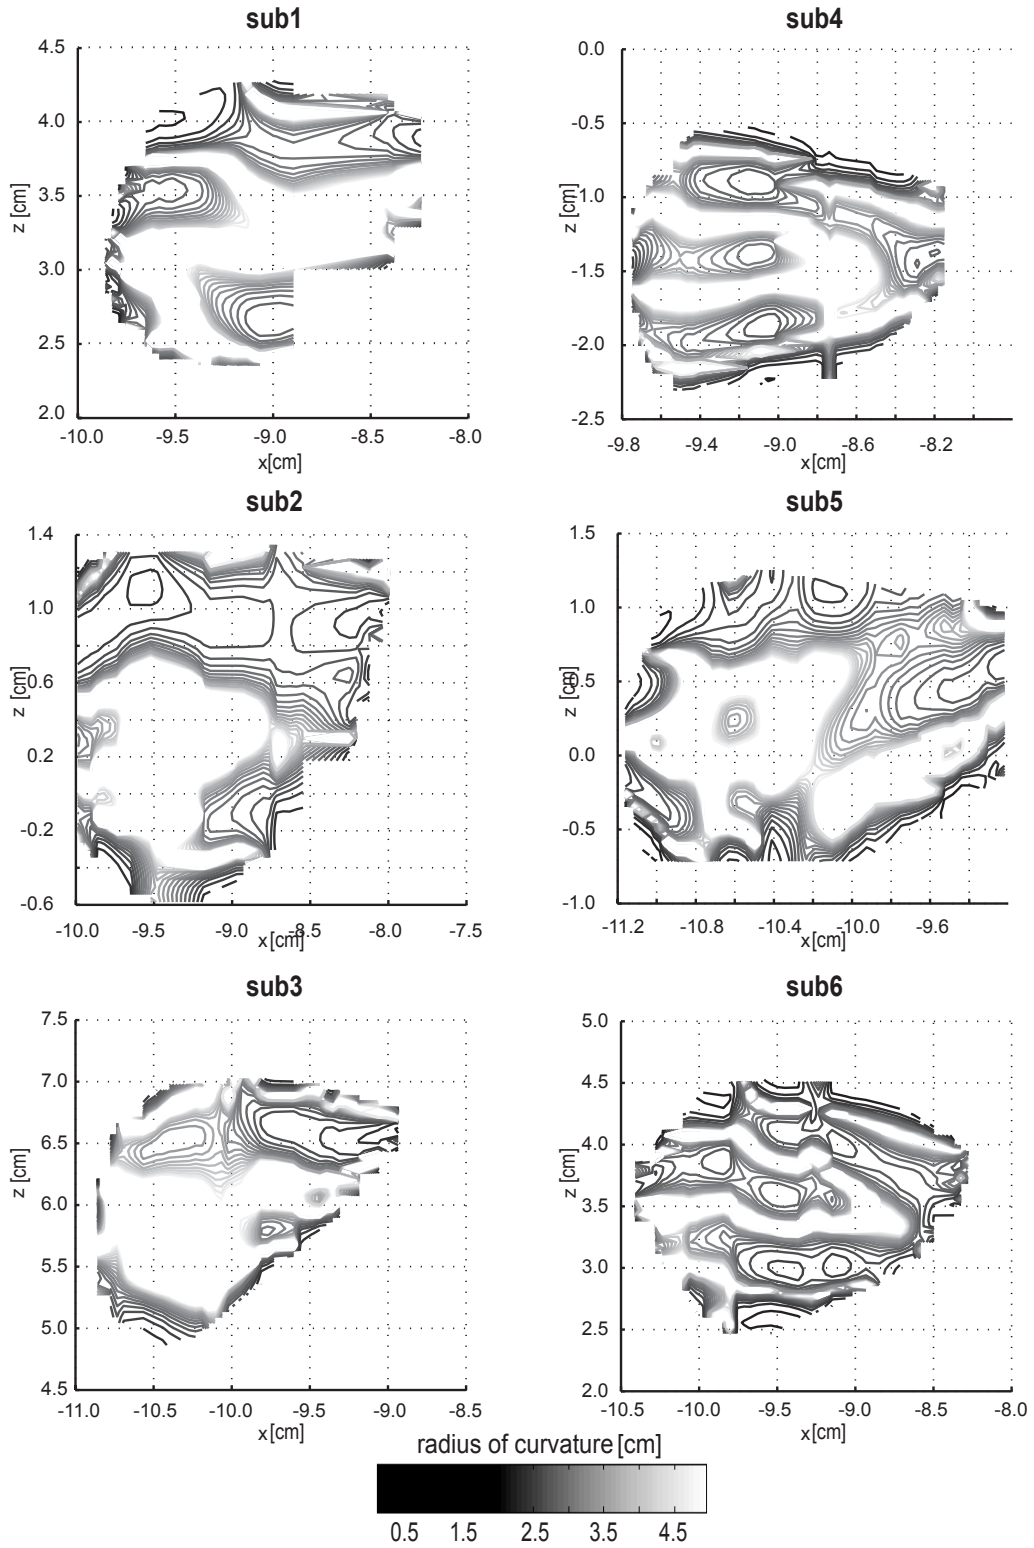 sub1
4.5
4.0
3.5
3.0
2.5
2.0
z [cm]
-10.0 -9.5 -9.0 -8.5 -8.0
x[cm]
sub4
0.0
-0.5
-1.0
-1.5
-2.0
-2.5
z [cm]
-9.8 -9.4 -9.0 -8.6 -8.2
x[cm]
sub2
1.4
1.0
0.6
0.2
-0.2
-0.6
z [cm]
-10.0 -9.5 -9.0 -8.5 -8.0 -7.5
x[cm]
sub5
1.5
1.0
0.5
0.0
-0.5
-1.0
z [cm]
-11.2 -10.8 -10.4 -10.0 -9.6
x[cm]
sub3
7.5
7.0
6.5
6.0
5.5
5.0
4.5
z [cm]
-11.0 -10.5 -10.0 -9.5 -9.0 -8.5
x[cm]
sub6
5.0
4.5
4.0
3.5
3.0
2.5
2.0
z [cm]
-10.5 -10.0 -9.5 -9.0 -8.5 -8.0
x[cm]
radius of curvature [cm]
0.5 1.5 2.5 3.5 4.5